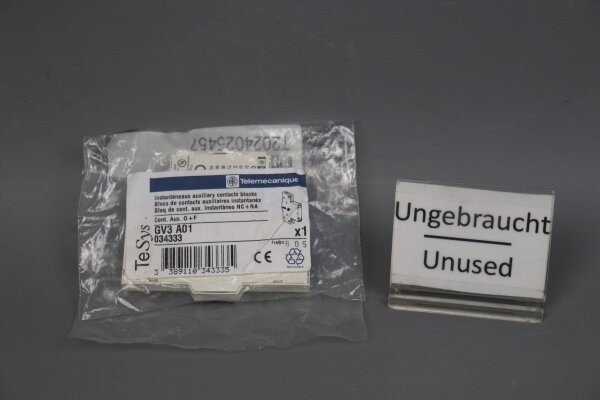 T2024025457
Telemecanique
Instantaneous auxiliary contacts blocks
Blocs de contacts auxiliaires instantanés
Bloq de cont. aux. instantáneo NC + NA
Cont. Aux. O+F
GV3 A01
034333
x1
TeSys
3 389110 343335
CE
Ungebraucht
Unused